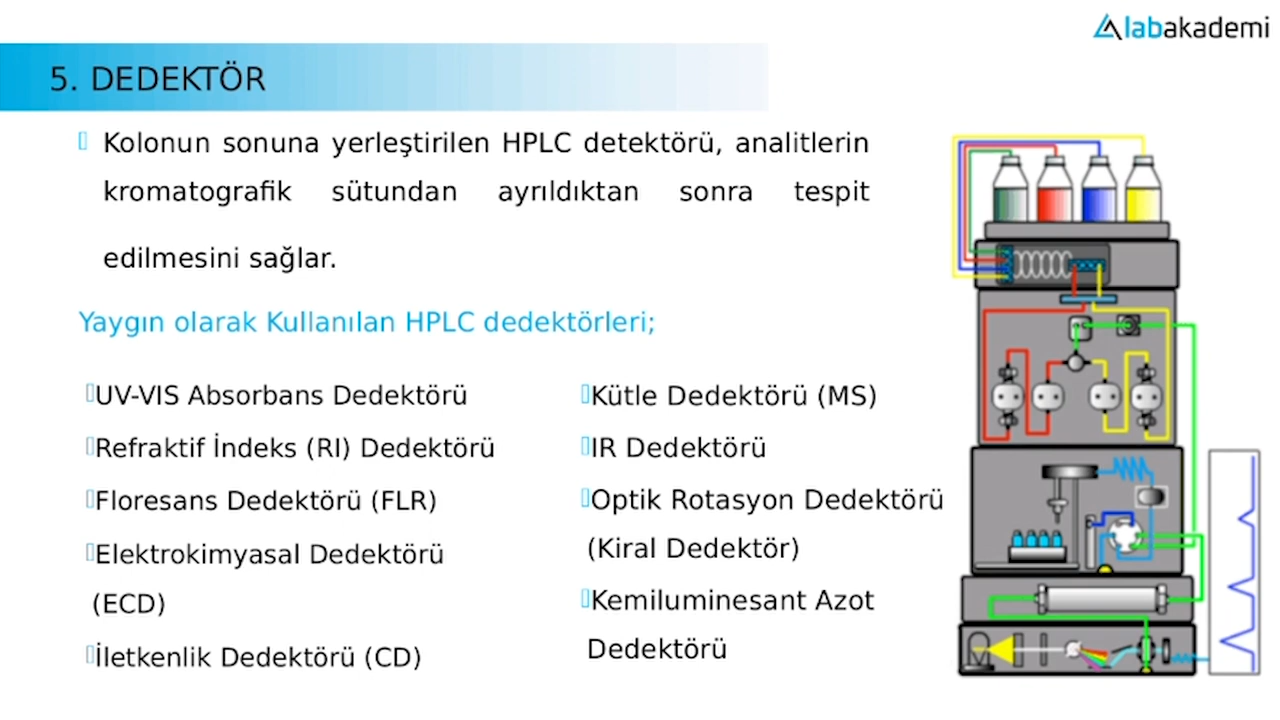 labakademi
5. DEDEKTÖR
Kolonun sonuna yerleştirilen HPLC detektörü, analitlerin
kromatografik sütundan ayrıldıktan sonra tespit
edilmesini sağlar.
Yaygın olarak Kullanılan HPLC dedektörleri;
UV-VIS Absorbans Dedektörü
Refraktif İndeks (RI) Dedektörü
Floresans Dedektörü (FLR)
Elektrokimyasal Dedektörü
(ECD)
İletkenlik Dedektörü (CD)
Kütle Dedektörü (MS)
IR Dedektörü
Optik Rotasyon Dedektörü
(Kiral Dedektör)
Kemiluminesant Azot
Dedektörü